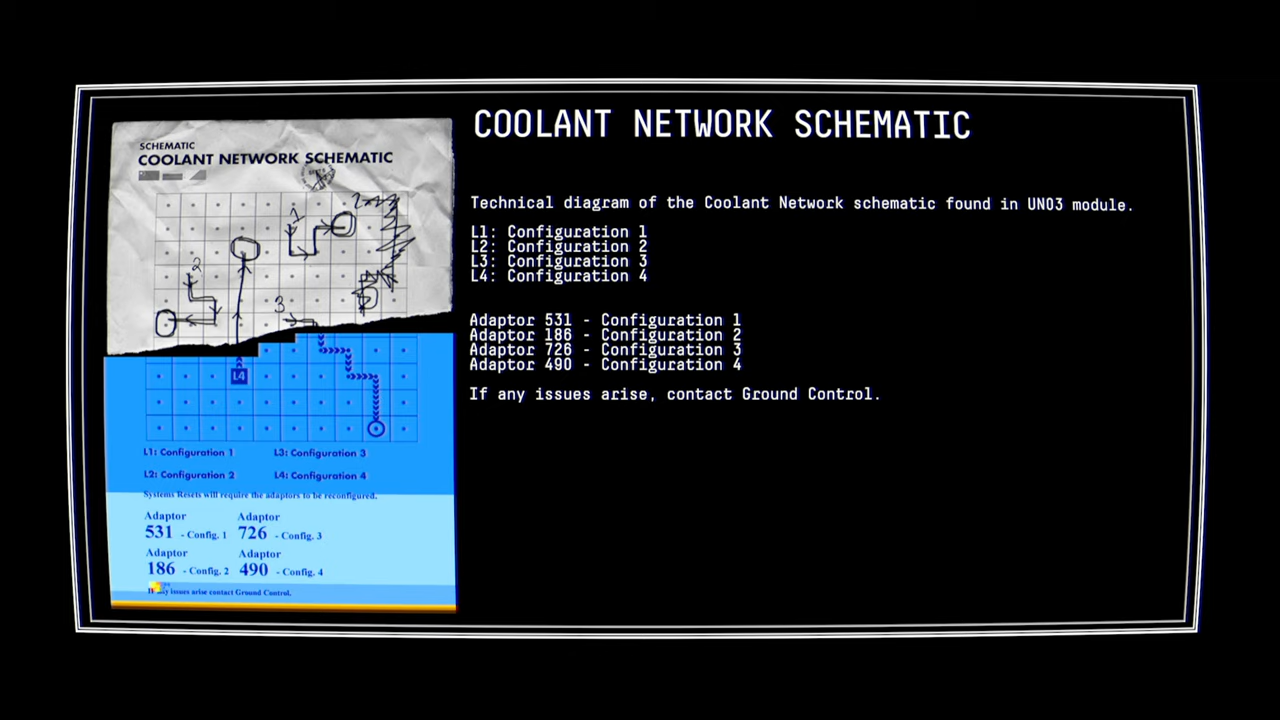 SCHEMATIC
COOLANT NETWORK SCHEMATIC
2
1
2
3
L4
L1: Configuration 1
L3: Configuration 3
L2: Configuration 2
L4: Configuration 4
Systems Resets will require the adaptors to be reconfigured.
Adaptor
531 - Config. 1
Adaptor
726 - Config. 3
Adaptor
186 - Config. 2
Adaptor
490 - Config. 4
If any issues arise contact Ground Control.
COOLANT NETWORK SCHEMATIC
Technical diagram of the Coolant Network schematic found in UNO3 module.
L1: Configuration 1
L2: Configuration 2
L3: Configuration 3
L4: Configuration 4
Adaptor 531 - Configuration 1
Adaptor 186 - Configuration 2
Adaptor 726 - Configuration 3
Adaptor 490 - Configuration 4
If any issues arise, contact Ground Control.